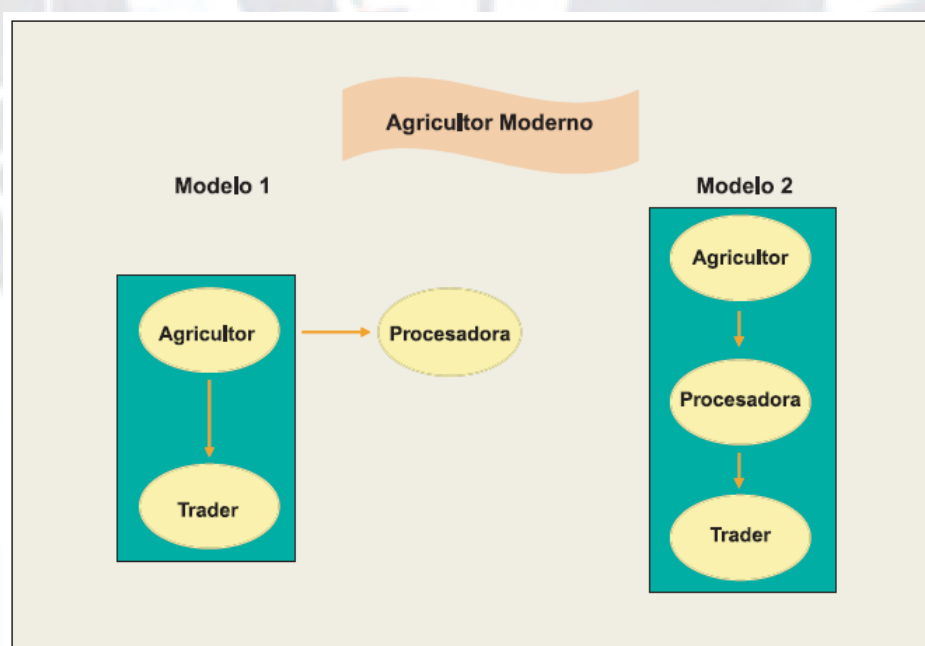 Agricultor Moderno
Modelo 1
Agricultor
Procesadora
Trader
Modelo 2
Agricultor
Procesadora
Trader